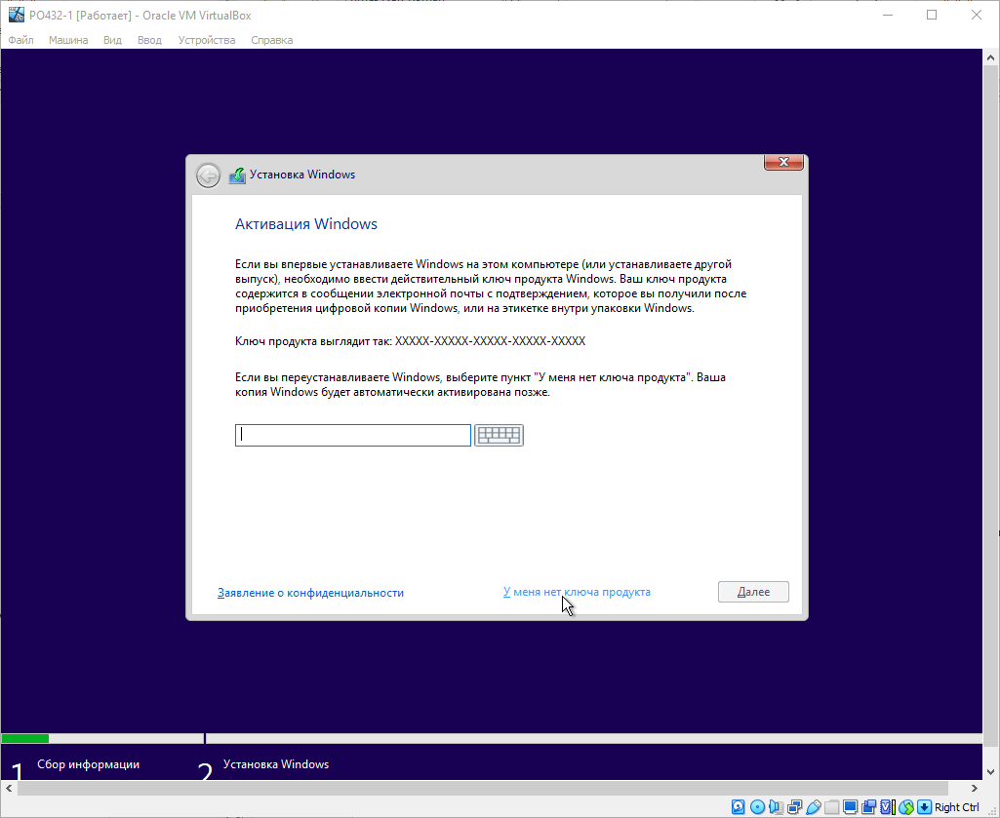 PO432-1 [Работает] - Oracle VM VirtualBox
Файл Машина Вид Ввод Устройства Справка
Установка Windows
Активация Windows
Если вы впервые устанавливаете Windows на этом компьютере (или устанавливаете другой
выпуск), необходимо ввести действительный ключ продукта Windows. Ваш ключ продукта
содержится в сообщении электронной почты с подтверждением, которое вы получили после
приобретения цифровой копии Windows, или на этикетке внутри упаковки Windows.
Ключ продукта выглядит так: XXXXX-XXXXX-XXXXX-XXXXX-XXXXX
Если вы переустанавливаете Windows, выберите пункт "У меня нет ключа продукта". Ваша
копия Windows будет автоматически активирована позже.
Заявление о конфиденциальности У меня нет ключа продукта Далее
1 Сбор информации 2 Установка Windows
Right Ctrl